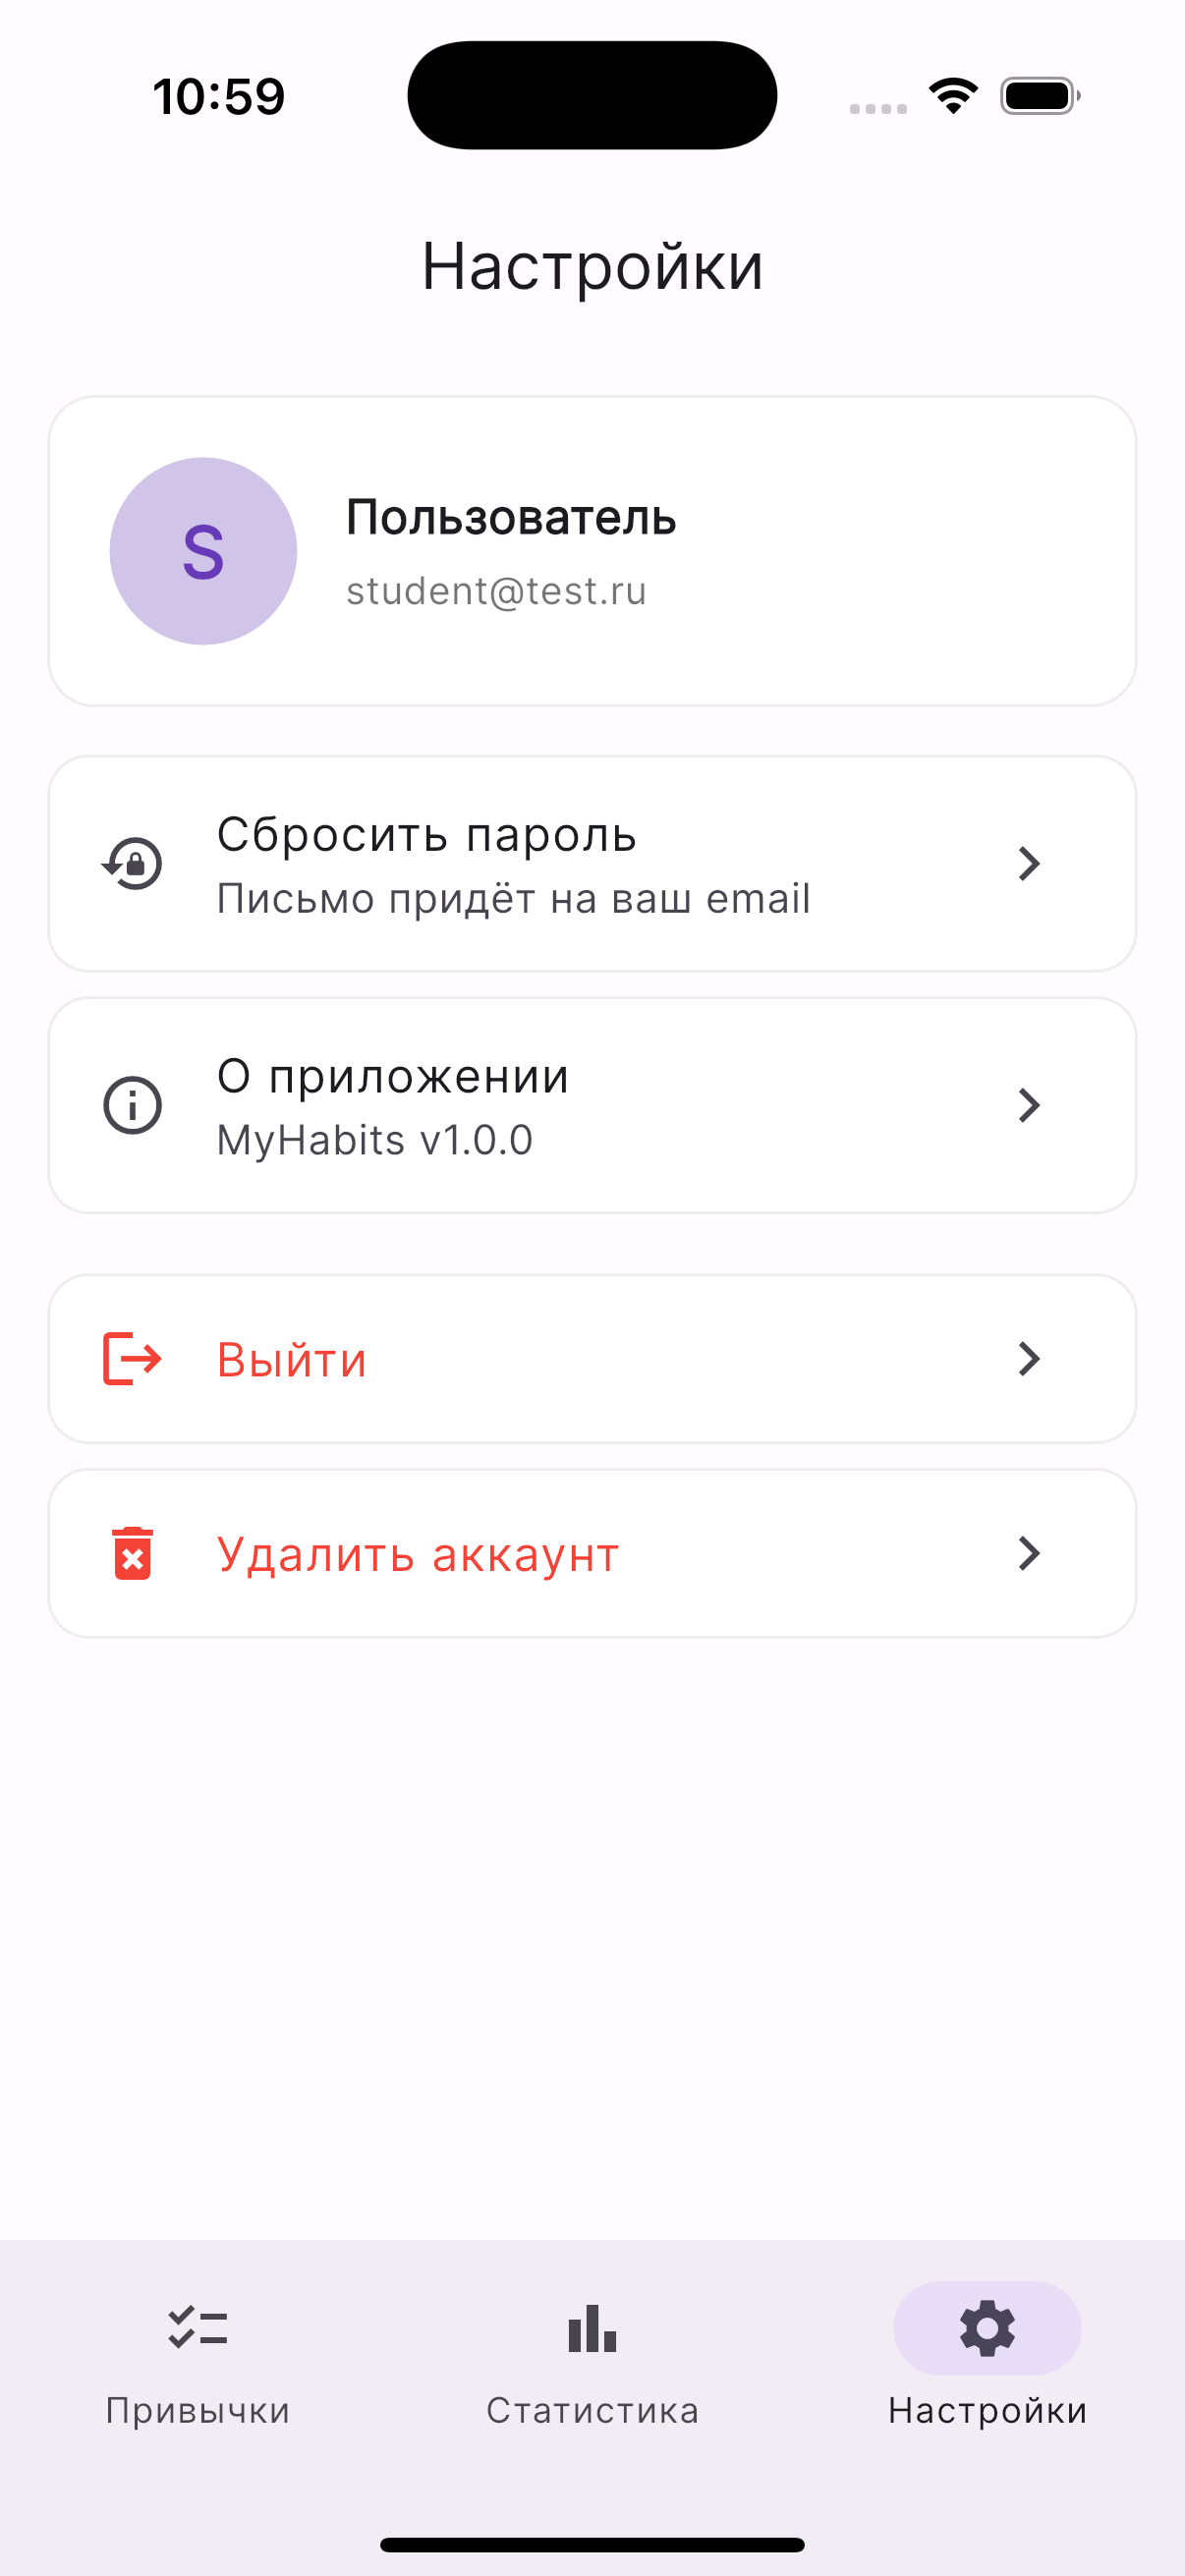 10:59
Настройки
S
Пользователь
student@test.ru
Сбросить пароль
Письмо придёт на ваш email
О приложении
MyHabits v1.0.0
Выйти
Удалить аккаунт
Привычки
Статистика
Настройки